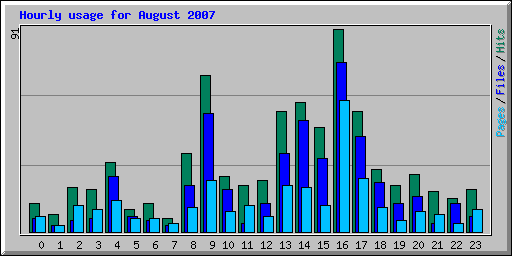 Hourly usage for August 2007
91
Pages / Files / Hits
0 1 2 3 4 5 6 7 8 9 10 11 12 13 14 15 16 17 18 19 20 21 22 23